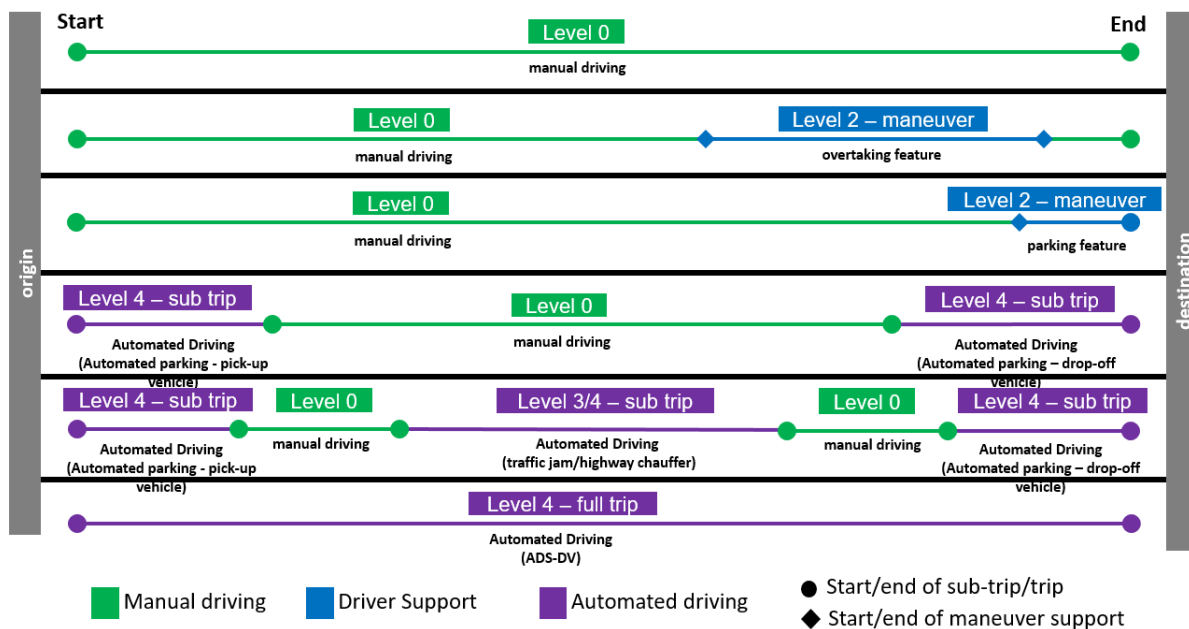 Start
End
origin
destination
Level 0
manual driving
Level 0
manual driving
Level 2 – maneuver
overtaking feature
Level 0
manual driving
Level 2 – maneuver
parking feature
Level 4 – sub trip
Automated Driving
(Automated parking - pick-up
vehicle)
Level 0
manual driving
Level 4 – sub trip
Automated Driving
(Automated parking – drop-off
vehicle)
Level 4 – sub trip
Automated Driving
(Automated parking - pick-up
vehicle)
Level 0
manual driving
Level 3/4 – sub trip
Automated Driving
(traffic jam/highway chauffer)
Level 0
manual driving
Level 4 – sub trip
Automated Driving
(Automated parking – drop-off
vehicle)
Level 4 – full trip
Automated Driving
(ADS-DV)
Manual driving
Driver Support
Automated driving
Start/end of sub-trip/trip
Start/end of maneuver support